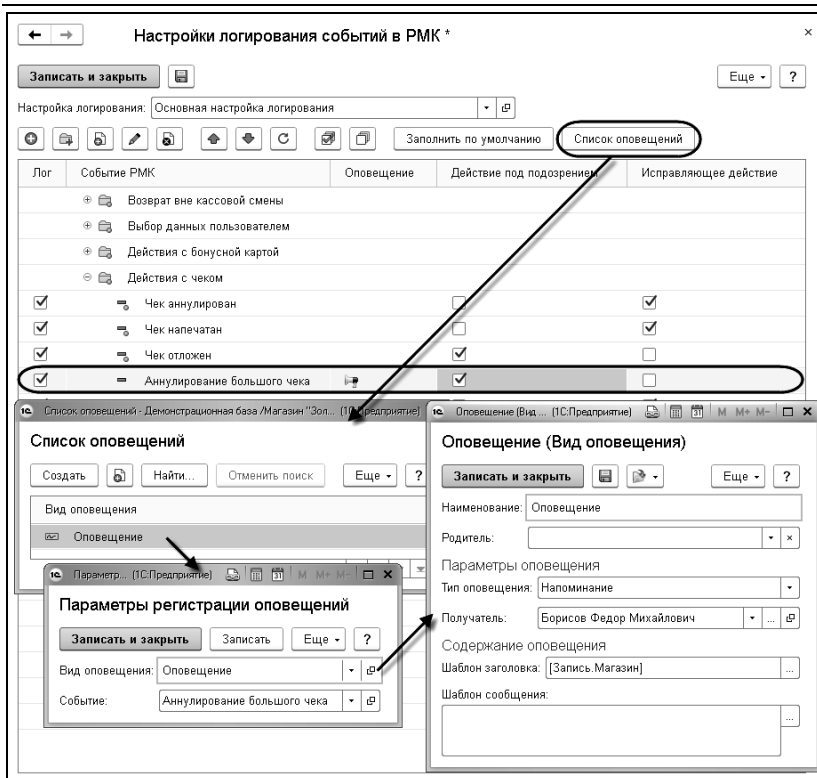 Настройки логирования событий в РМК *
Записать и закрыть Еще ?
Настройка логирования: Основная настройка логирования
Заполнить по умолчанию Список оповещений
Лог Событие РМК Оповещение Действие под подозрением Исправляющее действие
Возврат вне кассовой смены
Выбор данных пользователем
Действия с бонусной картой
Действия с чеком
Чек аннулирован
Чек напечатан
Чек отложен
Аннулирование большого чека
Список оповещений - Демонстрационная база /Магазин "Зол... (1С:Предприятие)
Список оповещений
Создать Найти... Отменить поиск Еще ?
Вид оповещения
Оповещение
Параметр... (1С:Предприятие) M M+ M-
Параметры регистрации оповещений
Записать и закрыть Записать Еще ?
Вид оповещения: Оповещение
Событие: Аннулирование большого чека
Оповещение (Вид ... (1С:Предприятие) M M+ M-
Оповещение (Вид оповещения)
Записать и закрыть Еще ?
Наименование: Оповещение
Родитель:
Параметры оповещения
Тип оповещения: Напоминание
Получатель: Борисов Федор Михайлович ...
Содержание оповещения
Шаблон заголовка: [Запись.Магазин] ...
Шаблон сообщения:
...